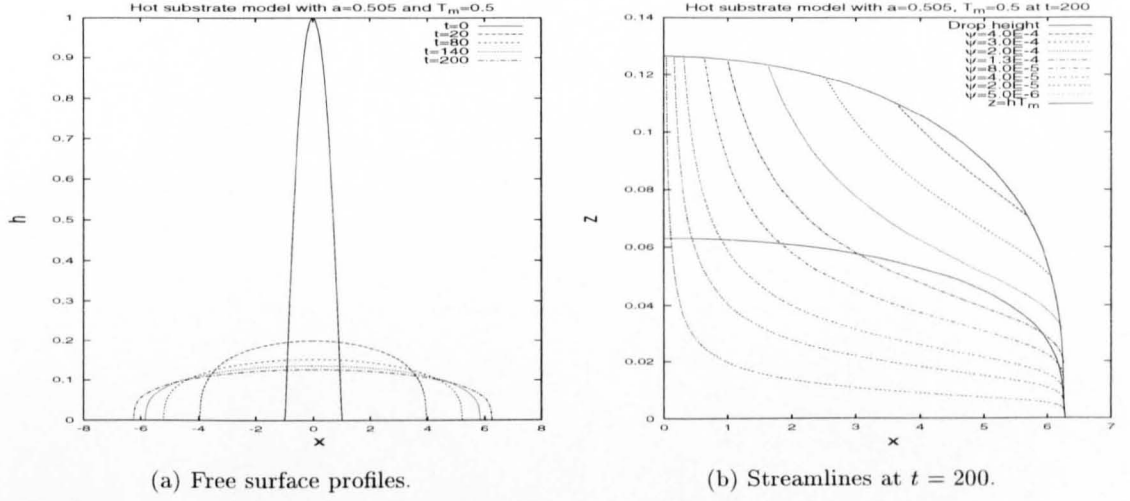 Hot substrate model with a=0.505 and T_m=0.5
t=0
t=20
t=80
t=140
t=200
1
0.9
0.8
0.7
0.6
0.5
0.4
0.3
0.2
0.1
0
h
-8 -6 -4 -2 0 2 4 6 8
x
(a) Free surface profiles.
Hot substrate model with a=0.505, T_m=0.5 at t=200
Drop height
ψ=4.0E-4
ψ=3.0E-4
ψ=2.0E-4
ψ=1.3E-4
ψ=8.0E-5
ψ=4.0E-5
ψ=2.0E-5
ψ=5.0E-6
z=hT_m
0.14
0.12
0.1
0.08
0.06
0.04
0.02
0
z
0 1 2 3 4 5 6 7
x
(b) Streamlines at t = 200.